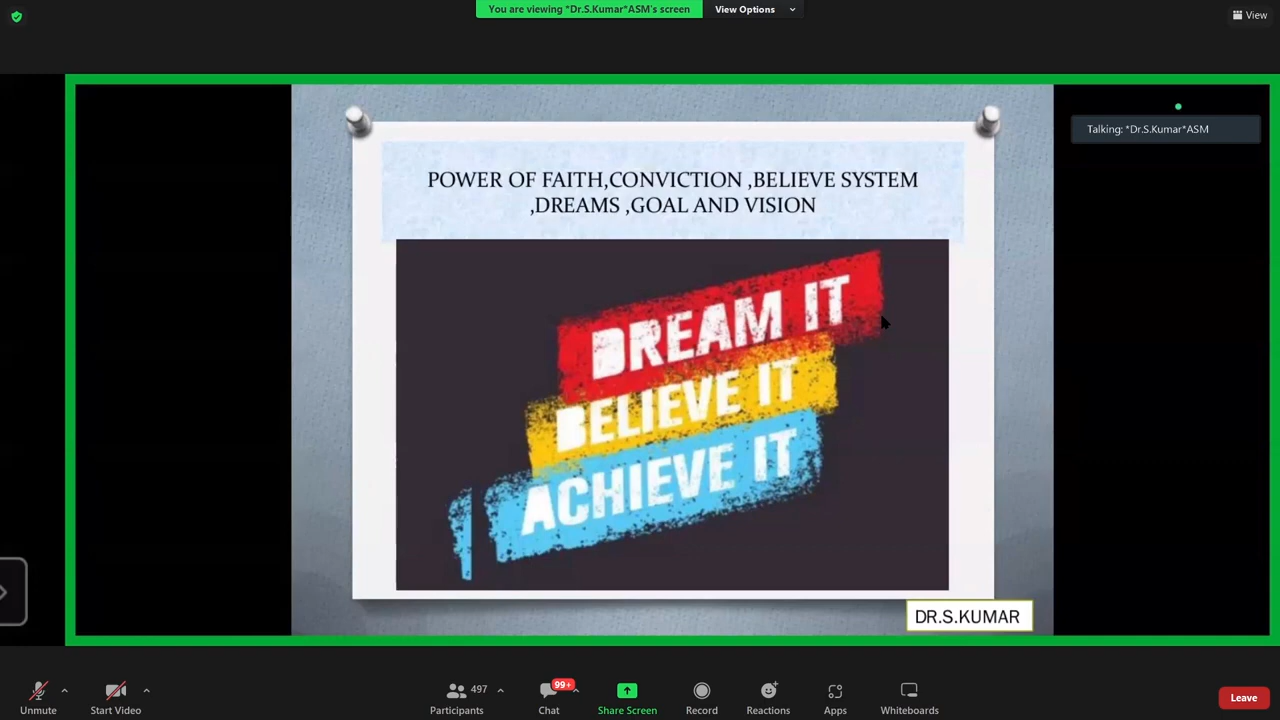 You are viewing *Dr.S.Kumar*ASM's screen
View Options
View
Talking: *Dr.S.Kumar*ASM
POWER OF FAITH,CONVICTION ,BELIEVE SYSTEM
,DREAMS ,GOAL AND VISION
DREAM IT
BELIEVE IT
ACHIEVE IT
DR.S.KUMAR
Unmute
Start Video
497
Participants
99+
Chat
Share Screen
Record
Reactions
Apps
Whiteboards
Leave